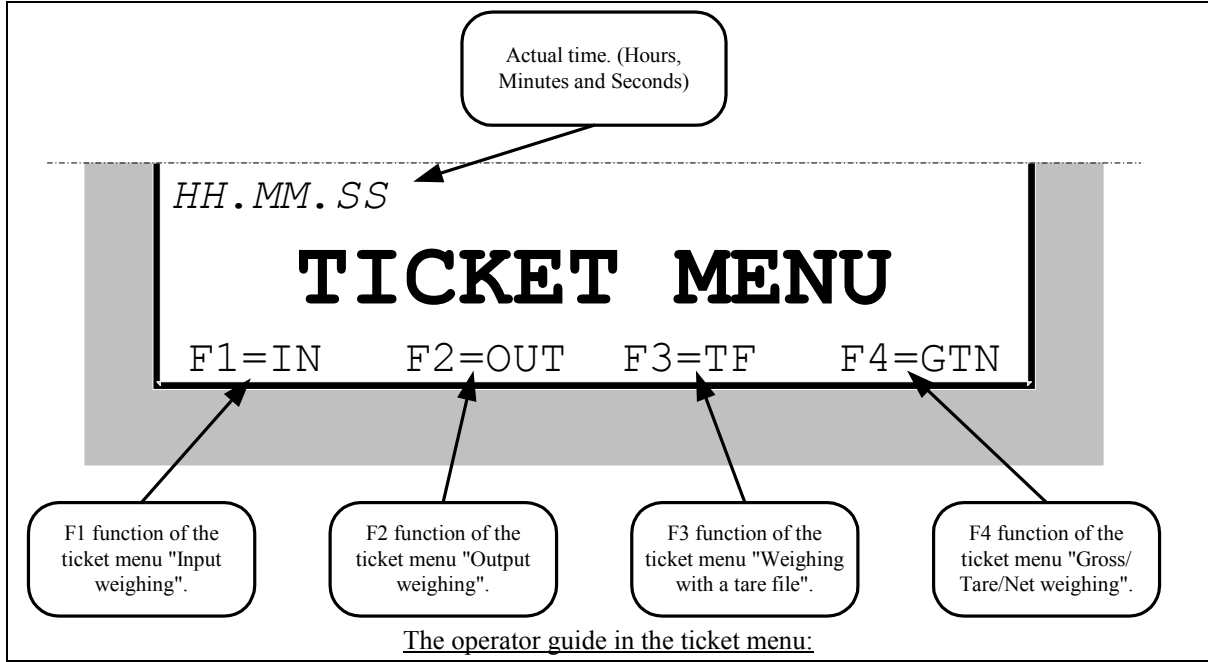 Actual time. (Hours,
Minutes and Seconds)
HH.MM.SS
TICKET MENU
F1=IN F2=OUT F3=TF F4=GTN
F1 function of the
ticket menu "Input
weighing".
F2 function of the
ticket menu "Output
weighing".
F3 function of the
ticket menu "Weighing
with a tare file".
F4 function of the
ticket menu "Gross/
Tare/Net weighing".
The operator guide in the ticket menu: